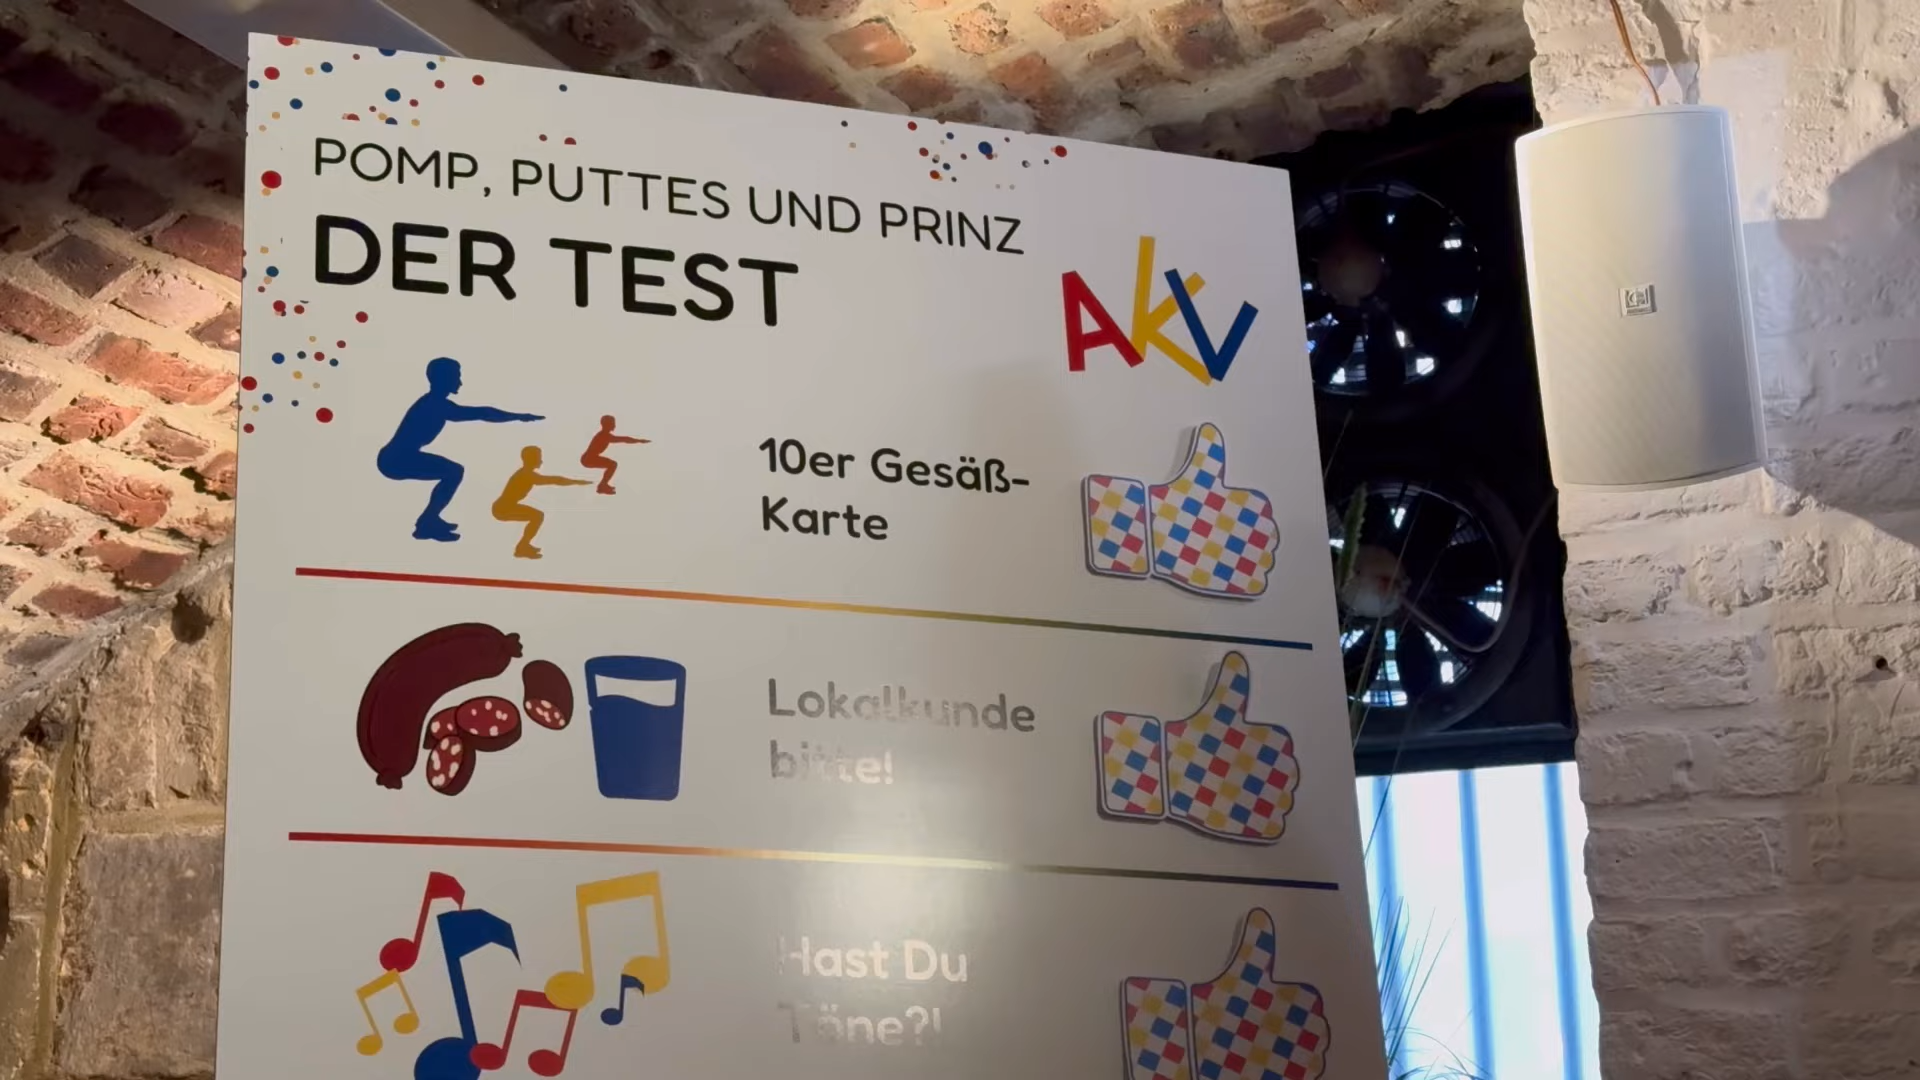 POMP, PUTTES UND PRINZ
DER TEST
AKV
10er Gesäß-
Karte
Lokalkunde
bitte!
Hast Du
Töne?!